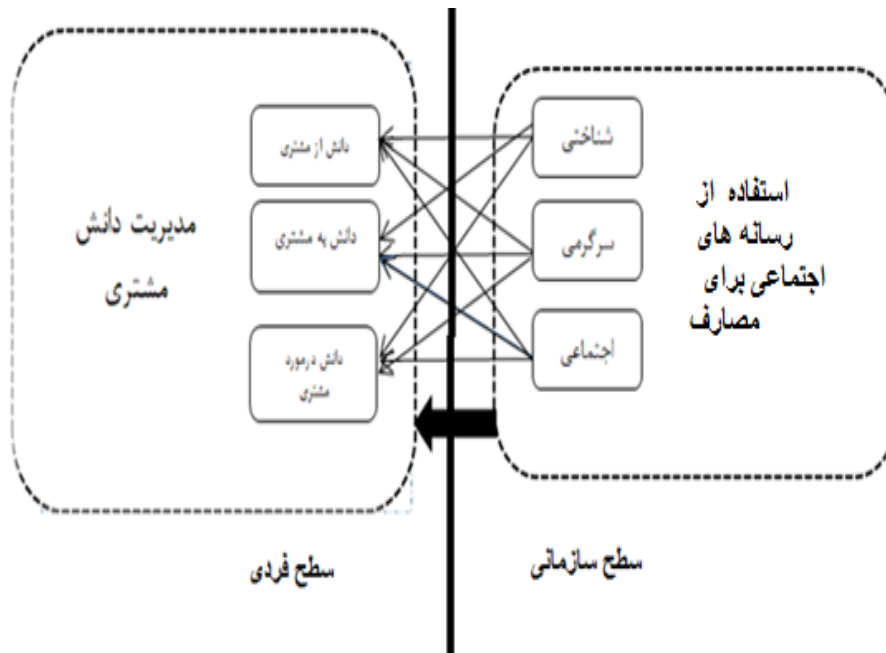 استفاده از
رسانه های
اجتماعی برای
مصارف
شناختی
سرگرمی
اجتماعی
دانش از مشتری
دانش به مشتری
دانش درمورد
مشتری
مدیریت دانش
مشتری
سطح سازمانی
سطح فردی